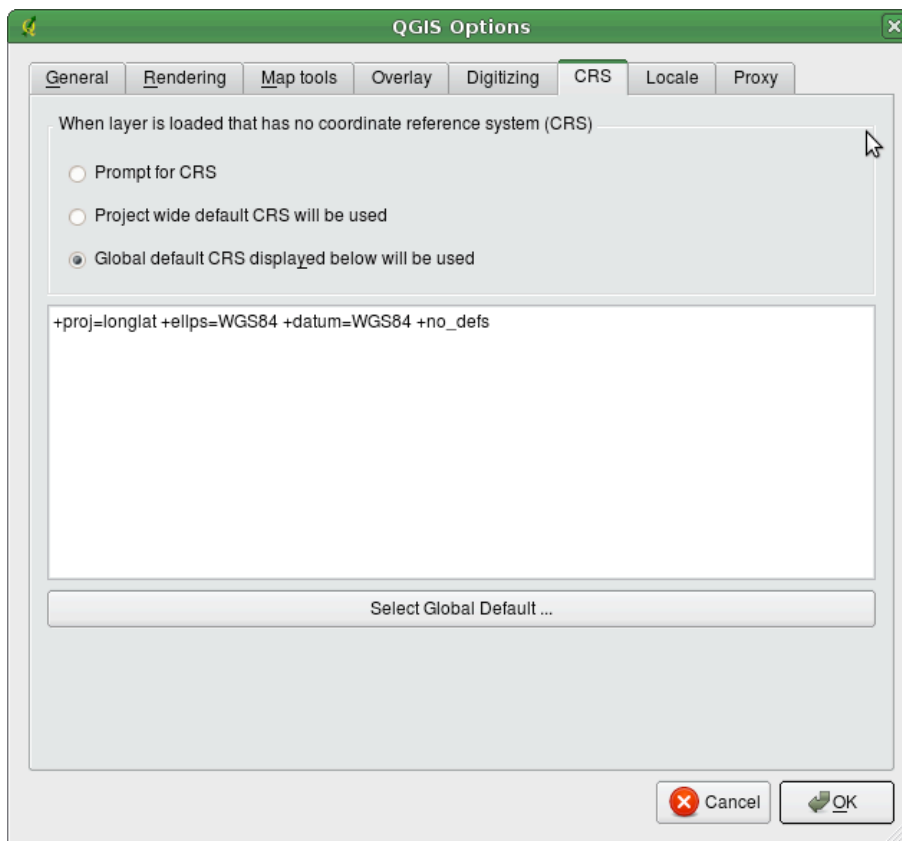 QGIS Options
General Rendering Map tools Overlay Digitizing CRS Locale Proxy
When layer is loaded that has no coordinate reference system (CRS)
Prompt for CRS
Project wide default CRS will be used
Global default CRS displayed below will be used
+proj=longlat +ellps=WGS84 +datum=WGS84 +no_defs
Select Global Default ...
Cancel OK